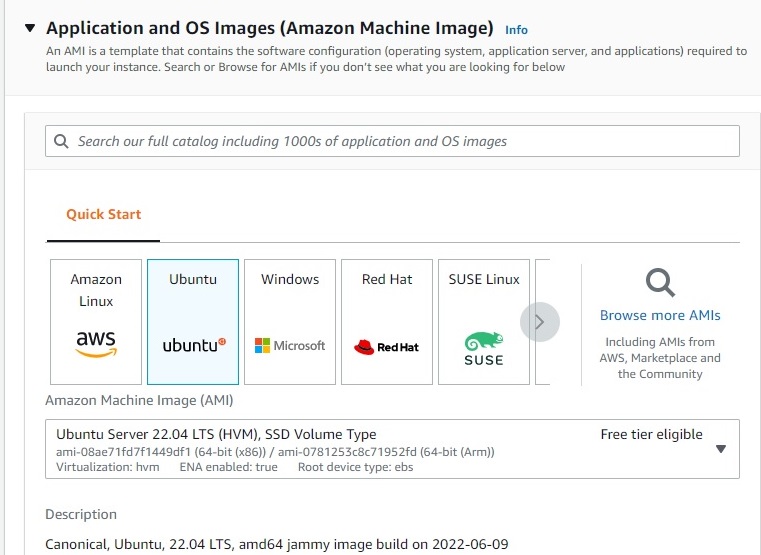 Application and OS Images (Amazon Machine Image) Info
An AMI is a template that contains the software configuration (operating system, application server, and applications) required to
launch your instance. Search or Browse for AMIs if you don't see what you are looking for below
Search our full catalog including 1000s of application and OS images
Quick Start
Amazon
Linux
aws
Ubuntu
ubuntu
Windows
Microsoft
Red Hat
Red Hat
SUSE Linux
SUSE
Browse more AMIs
Including AMIs from
AWS, Marketplace and
the Community
Amazon Machine Image (AMI)
Ubuntu Server 22.04 LTS (HVM), SSD Volume Type
Free tier eligible
ami-08ae71fd7f1449df1 (64-bit (x86)) / ami-0781253c8c71952fd (64-bit (Arm))
Virtualization: hvm ENA enabled: true Root device type: ebs
Description
Canonical, Ubuntu, 22.04 LTS, amd64 jammy image build on 2022-06-09